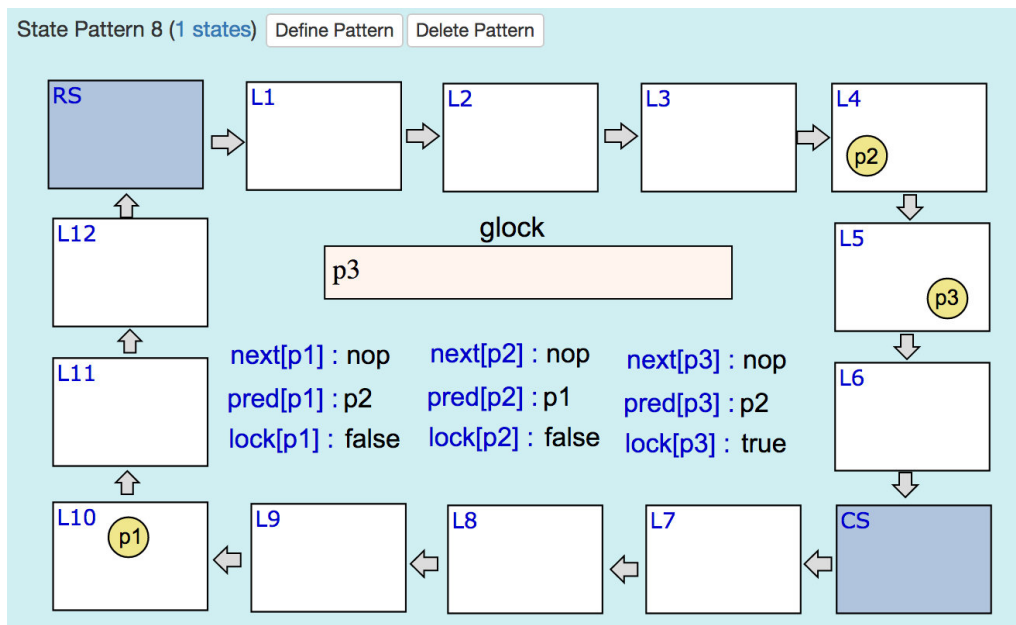 State Pattern 8 (1 states) Define Pattern Delete Pattern
RS L1 L2 L3 L4
p2
L12 glock L5
p3 p3
next[p1] : nop next[p2] : nop next[p3] : nop
L11 L6
pred[p1] : p2 pred[p2] : p1 pred[p3] : p2
lock[p1] : false lock[p2] : false lock[p3] : true
L10 L9 L8 L7 CS
p1